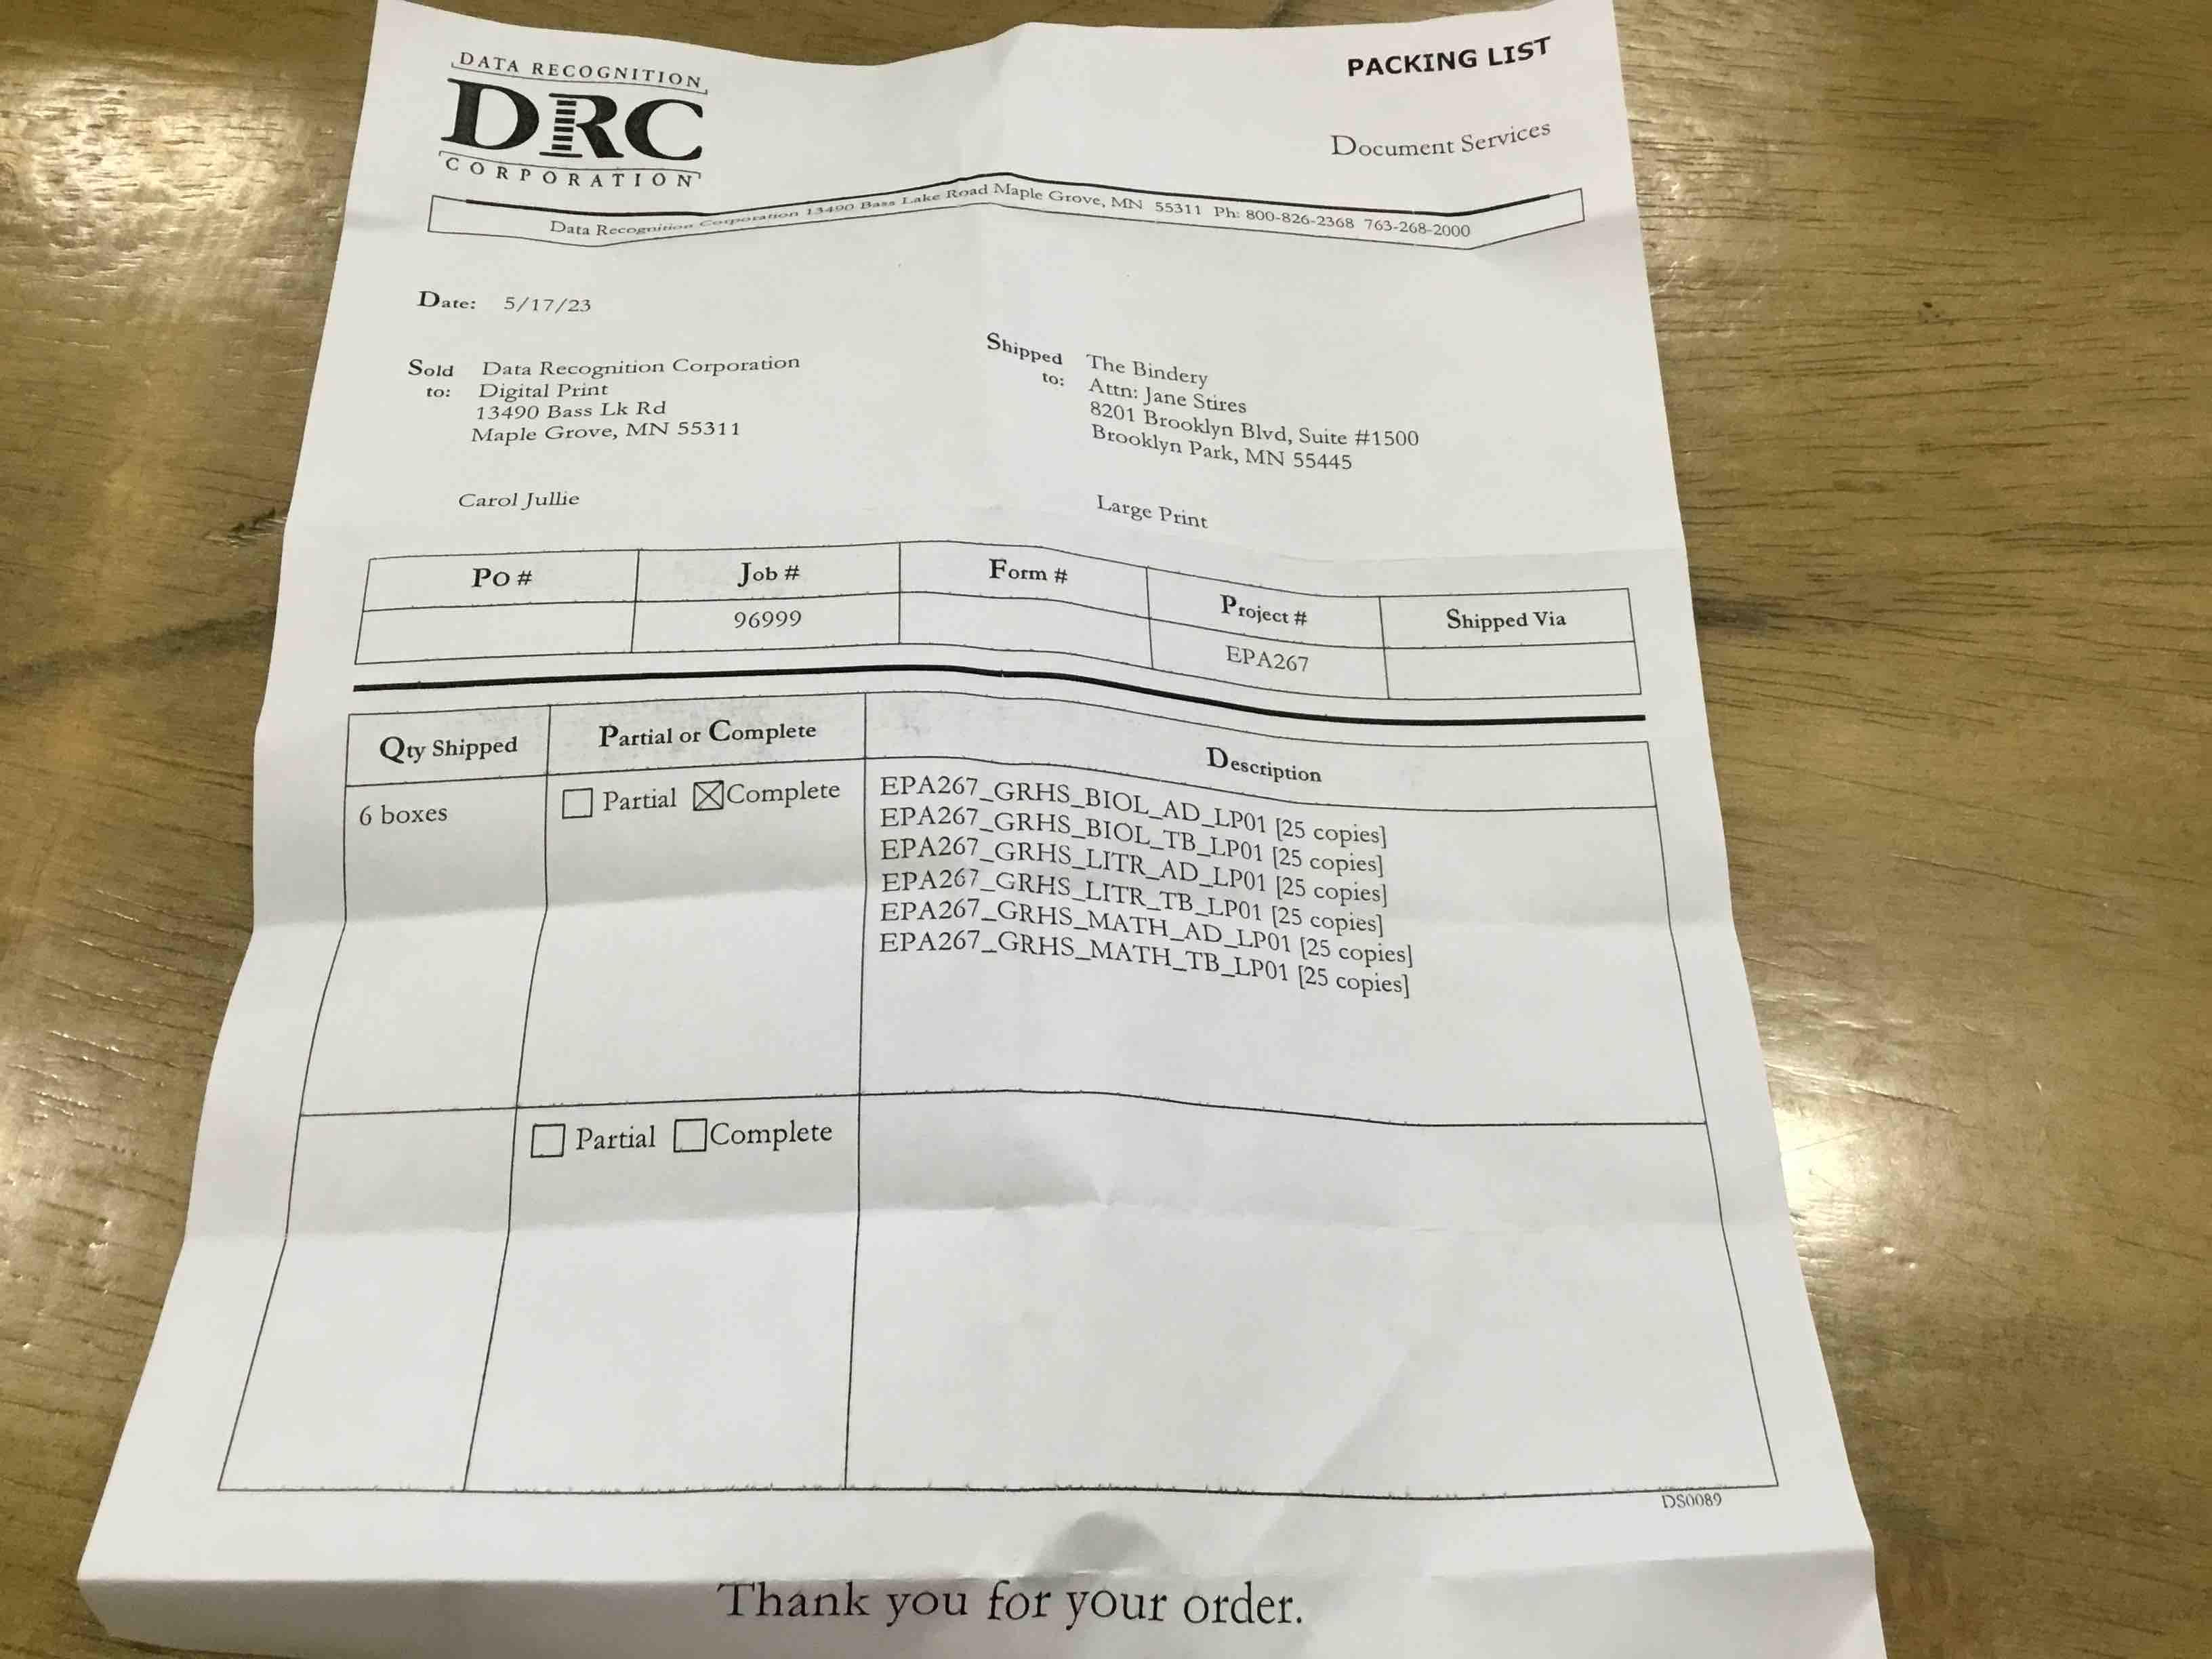 DATA RECOGNITION
DRC
CORPORATION
PACKING LIST
Document Services
Data Recognition Corporation 13490 Bass Lake Road Maple Grove, MN 55311 Ph: 800-826-2368 763-268-2000
Date: 5/17/23
Sold to:
Data Recognition Corporation
Digital Print
13490 Bass Lk Rd
Maple Grove, MN 55311
Carol Jullie
Shipped to:
The Bindery
Attn: Jane Stires
8201 Brooklyn Blvd, Suite #1500
Brooklyn Park, MN 55445
Large Print
PO # Job # Form # Project # Shipped Via
96999 EPA267
Qty Shipped Partial or Complete Description
6 boxes Partial Complete
EPA267_GRHS_BIOL_AD_LP01 [25 copies]
EPA267_GRHS_BIOL_TB_LP01 [25 copies]
EPA267_GRHS_LITR_AD_LP01 [25 copies]
EPA267_GRHS_LITR_TB_LP01 [25 copies]
EPA267_GRHS_MATH_AD_LP01 [25 copies]
EPA267_GRHS_MATH_TB_LP01 [25 copies]
Partial Complete
DS0089
Thank you for your order.